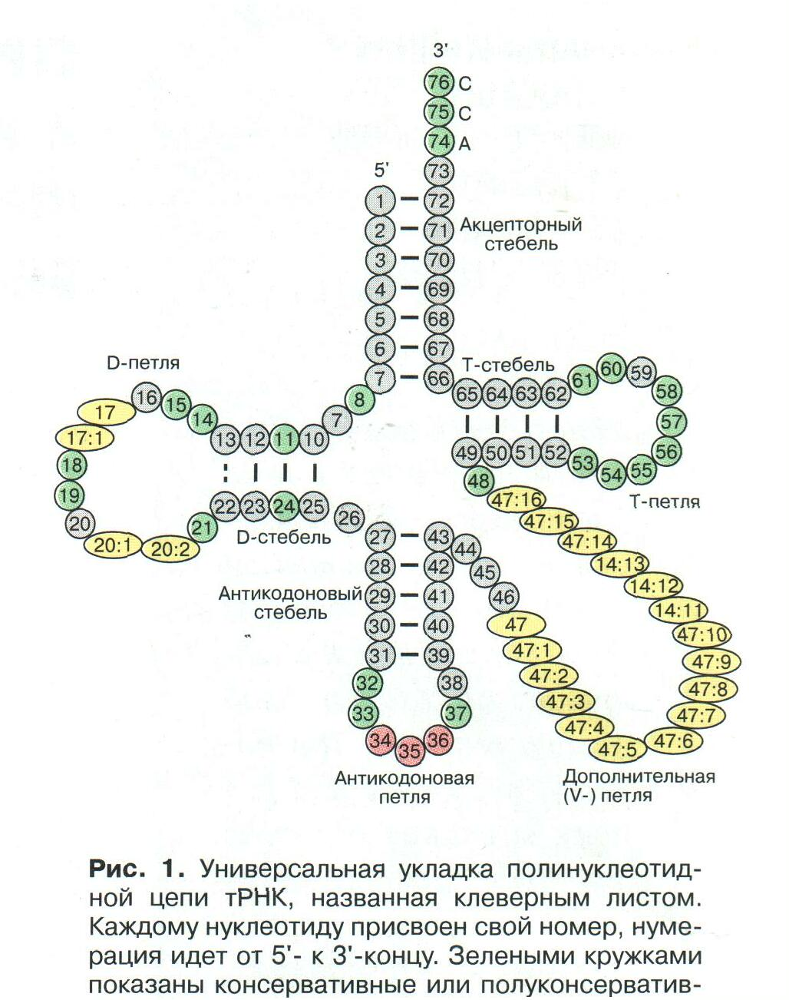 3'
76 C
75 C
74 A
73
5'
1 – 72
2 – 71
Акцепторный
стебель
3 – 70
4 – 69
5 – 68
6 – 67
7 – 66
8
7
D-петля
16
15
14
17
17:1
18
19
20
20:1
20:2
21
13 12 11 10
22 23 24 25
D-стебель
26
Т-стебель
65 64 63 62
61
60
59
58
57
56
55
54
53
49 50 51 52
48
Т-петля
27 – 43
28 – 42
29 – 41
30 – 40
31 – 39
Антикодоновый
стебель
32
33
34
35
36
37
38
Антикодоновая
петля
44
45
46
47
47:1
47:2
47:3
47:4
47:5
47:6
47:7
47:8
47:9
47:10
14:11
14:12
14:13
47:14
47:15
47:16
Дополнительная
(V-) петля
Рис. 1. Универсальная укладка полинуклеотид-
ной цепи тРНК, названная клеверным листом.
Каждому нуклеотиду присвоен свой номер, нуме-
рация идет от 5'- к 3'-концу. Зелеными кружками
показаны консервативные или полуконсерватив-